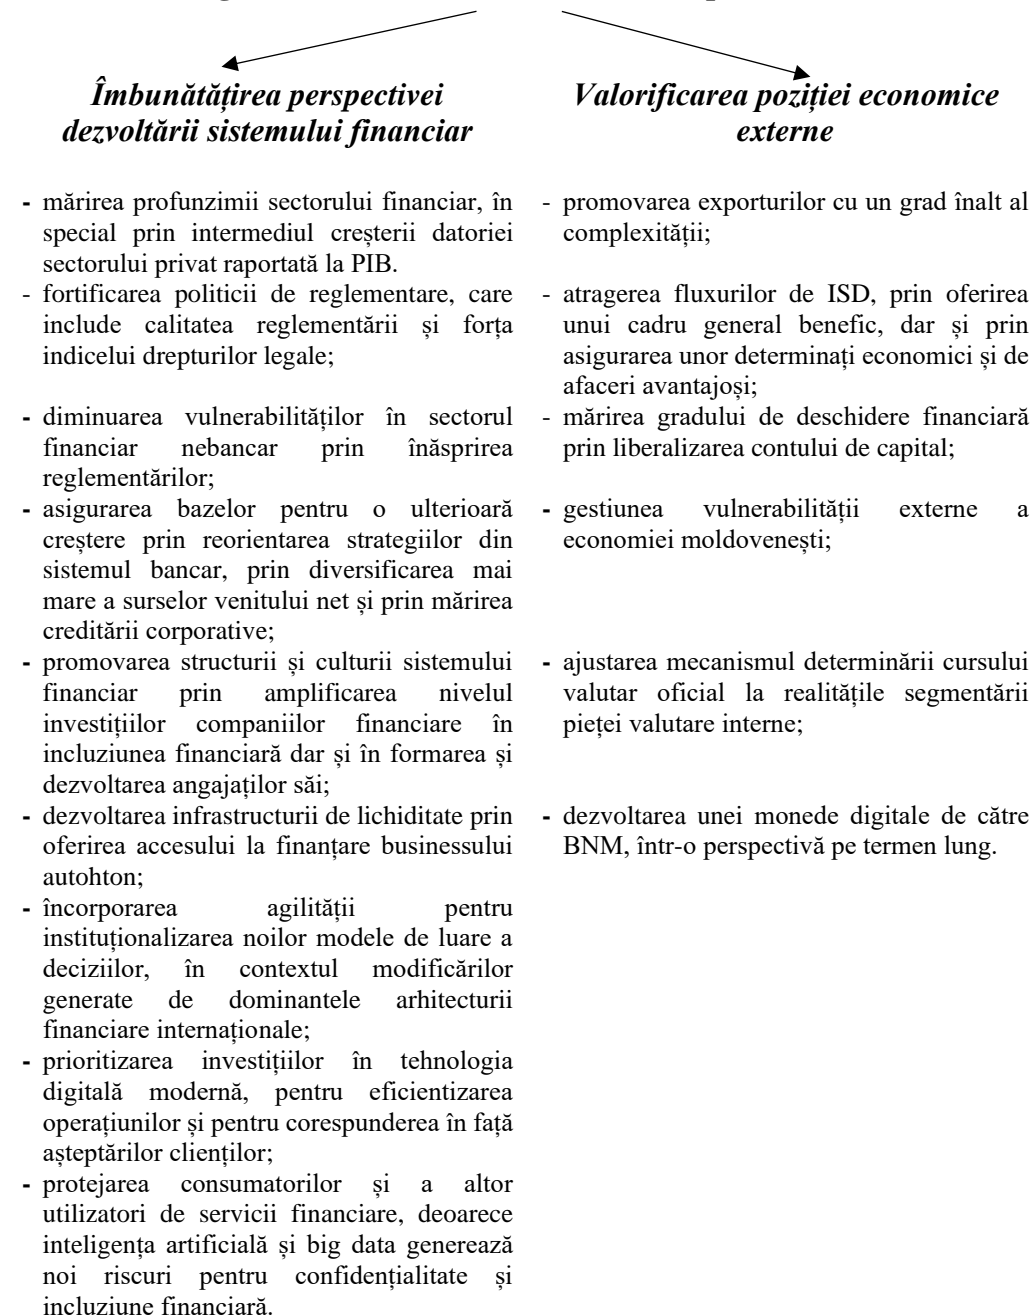 Îmbunătățirea perspectivei
dezvoltării sistemului financiar
- mărirea profunzimii sectorului financiar, în
special prin intermediul creșterii datoriei
sectorului privat raportată la PIB.
- fortificarea politicii de reglementare, care
include calitatea reglementării și forța
indicelui drepturilor legale;
- diminuarea vulnerabilităților în sectorul
financiar nebancar prin înăsprirea
reglementărilor;
- asigurarea bazelor pentru o ulterioară
creștere prin reorientarea strategiilor din
sistemul bancar, prin diversificarea mai
mare a surselor venitului net și prin mărirea
creditării corporative;
- promovarea structurii și culturii sistemului
financiar prin amplificarea nivelul
investițiilor companiilor financiare în
incluziunea financiară dar și în formarea și
dezvoltarea angajaților săi;
- dezvoltarea infrastructurii de lichiditate prin
oferirea accesului la finanțare businessului
autohton;
- încorporarea agilității pentru
instituționalizarea noilor modele de luare a
deciziilor, în contextul modificărilor
generate de dominantele arhitecturii
financiare internaționale;
- prioritizarea investițiilor în tehnologia
digitală modernă, pentru eficientizarea
operațiunilor și pentru corespunderea în față
așteptărilor clienților;
- protejarea consumatorilor și a altor
utilizatori de servicii financiare, deoarece
inteligența artificială și big data generează
noi riscuri pentru confidențialitate și
incluziune financiară.
Valorificarea poziției economice
externe
- promovarea exporturilor cu un grad înalt al
complexității;
- atragerea fluxurilor de ISD, prin oferirea
unui cadru general benefic, dar și prin
asigurarea unor determinați economici și de
afaceri avantajoși;
- mărirea gradului de deschidere financiară
prin liberalizarea contului de capital;
- gestiunea vulnerabilității externe a
economiei moldovenești;
- ajustarea mecanismul determinării cursului
valutar oficial la realitățile segmentării
pieței valutare interne;
- dezvoltarea unei monede digitale de către
BNM, într-o perspectivă pe termen lung.